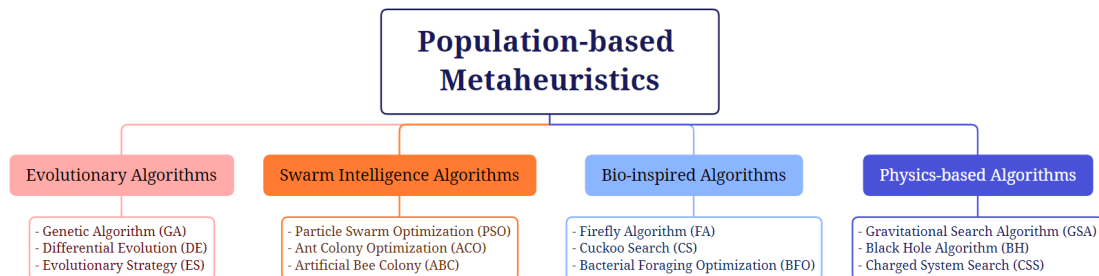 Population-based
Metaheuristics
Evolutionary Algorithms
Swarm Intelligence Algorithms
Bio-inspired Algorithms
Physics-based Algorithms
- Genetic Algorithm (GA)
- Differential Evolution (DE)
- Evolutionary Strategy (ES)
- Particle Swarm Optimization (PSO)
- Ant Colony Optimization (ACO)
- Artificial Bee Colony (ABC)
- Firefly Algorithm (FA)
- Cuckoo Search (CS)
- Bacterial Foraging Optimization (BFO)
- Gravitational Search Algorithm (GSA)
- Black Hole Algorithm (BH)
- Charged System Search (CSS)